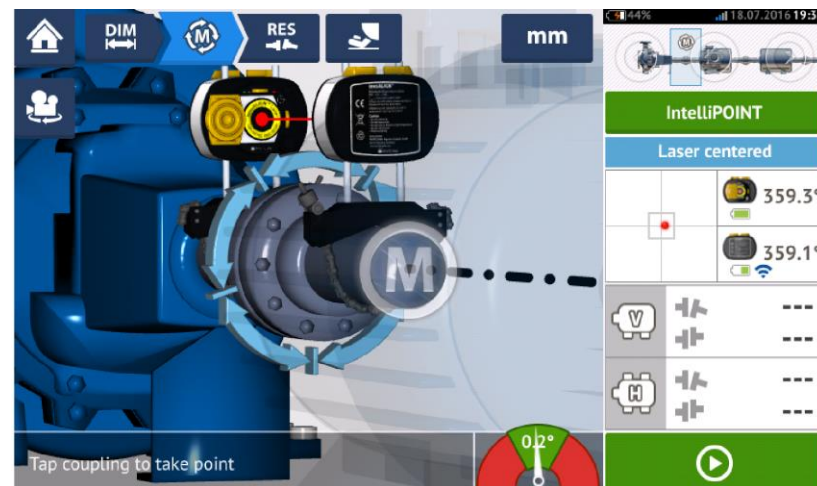 44% 18.07.2016 19:3
DIM
M
RES
mm
M
IntelliPOINT
Laser centered
359.3°
359.1°
V
---
---
H
---
---
M
0.2°
Tap coupling to take point